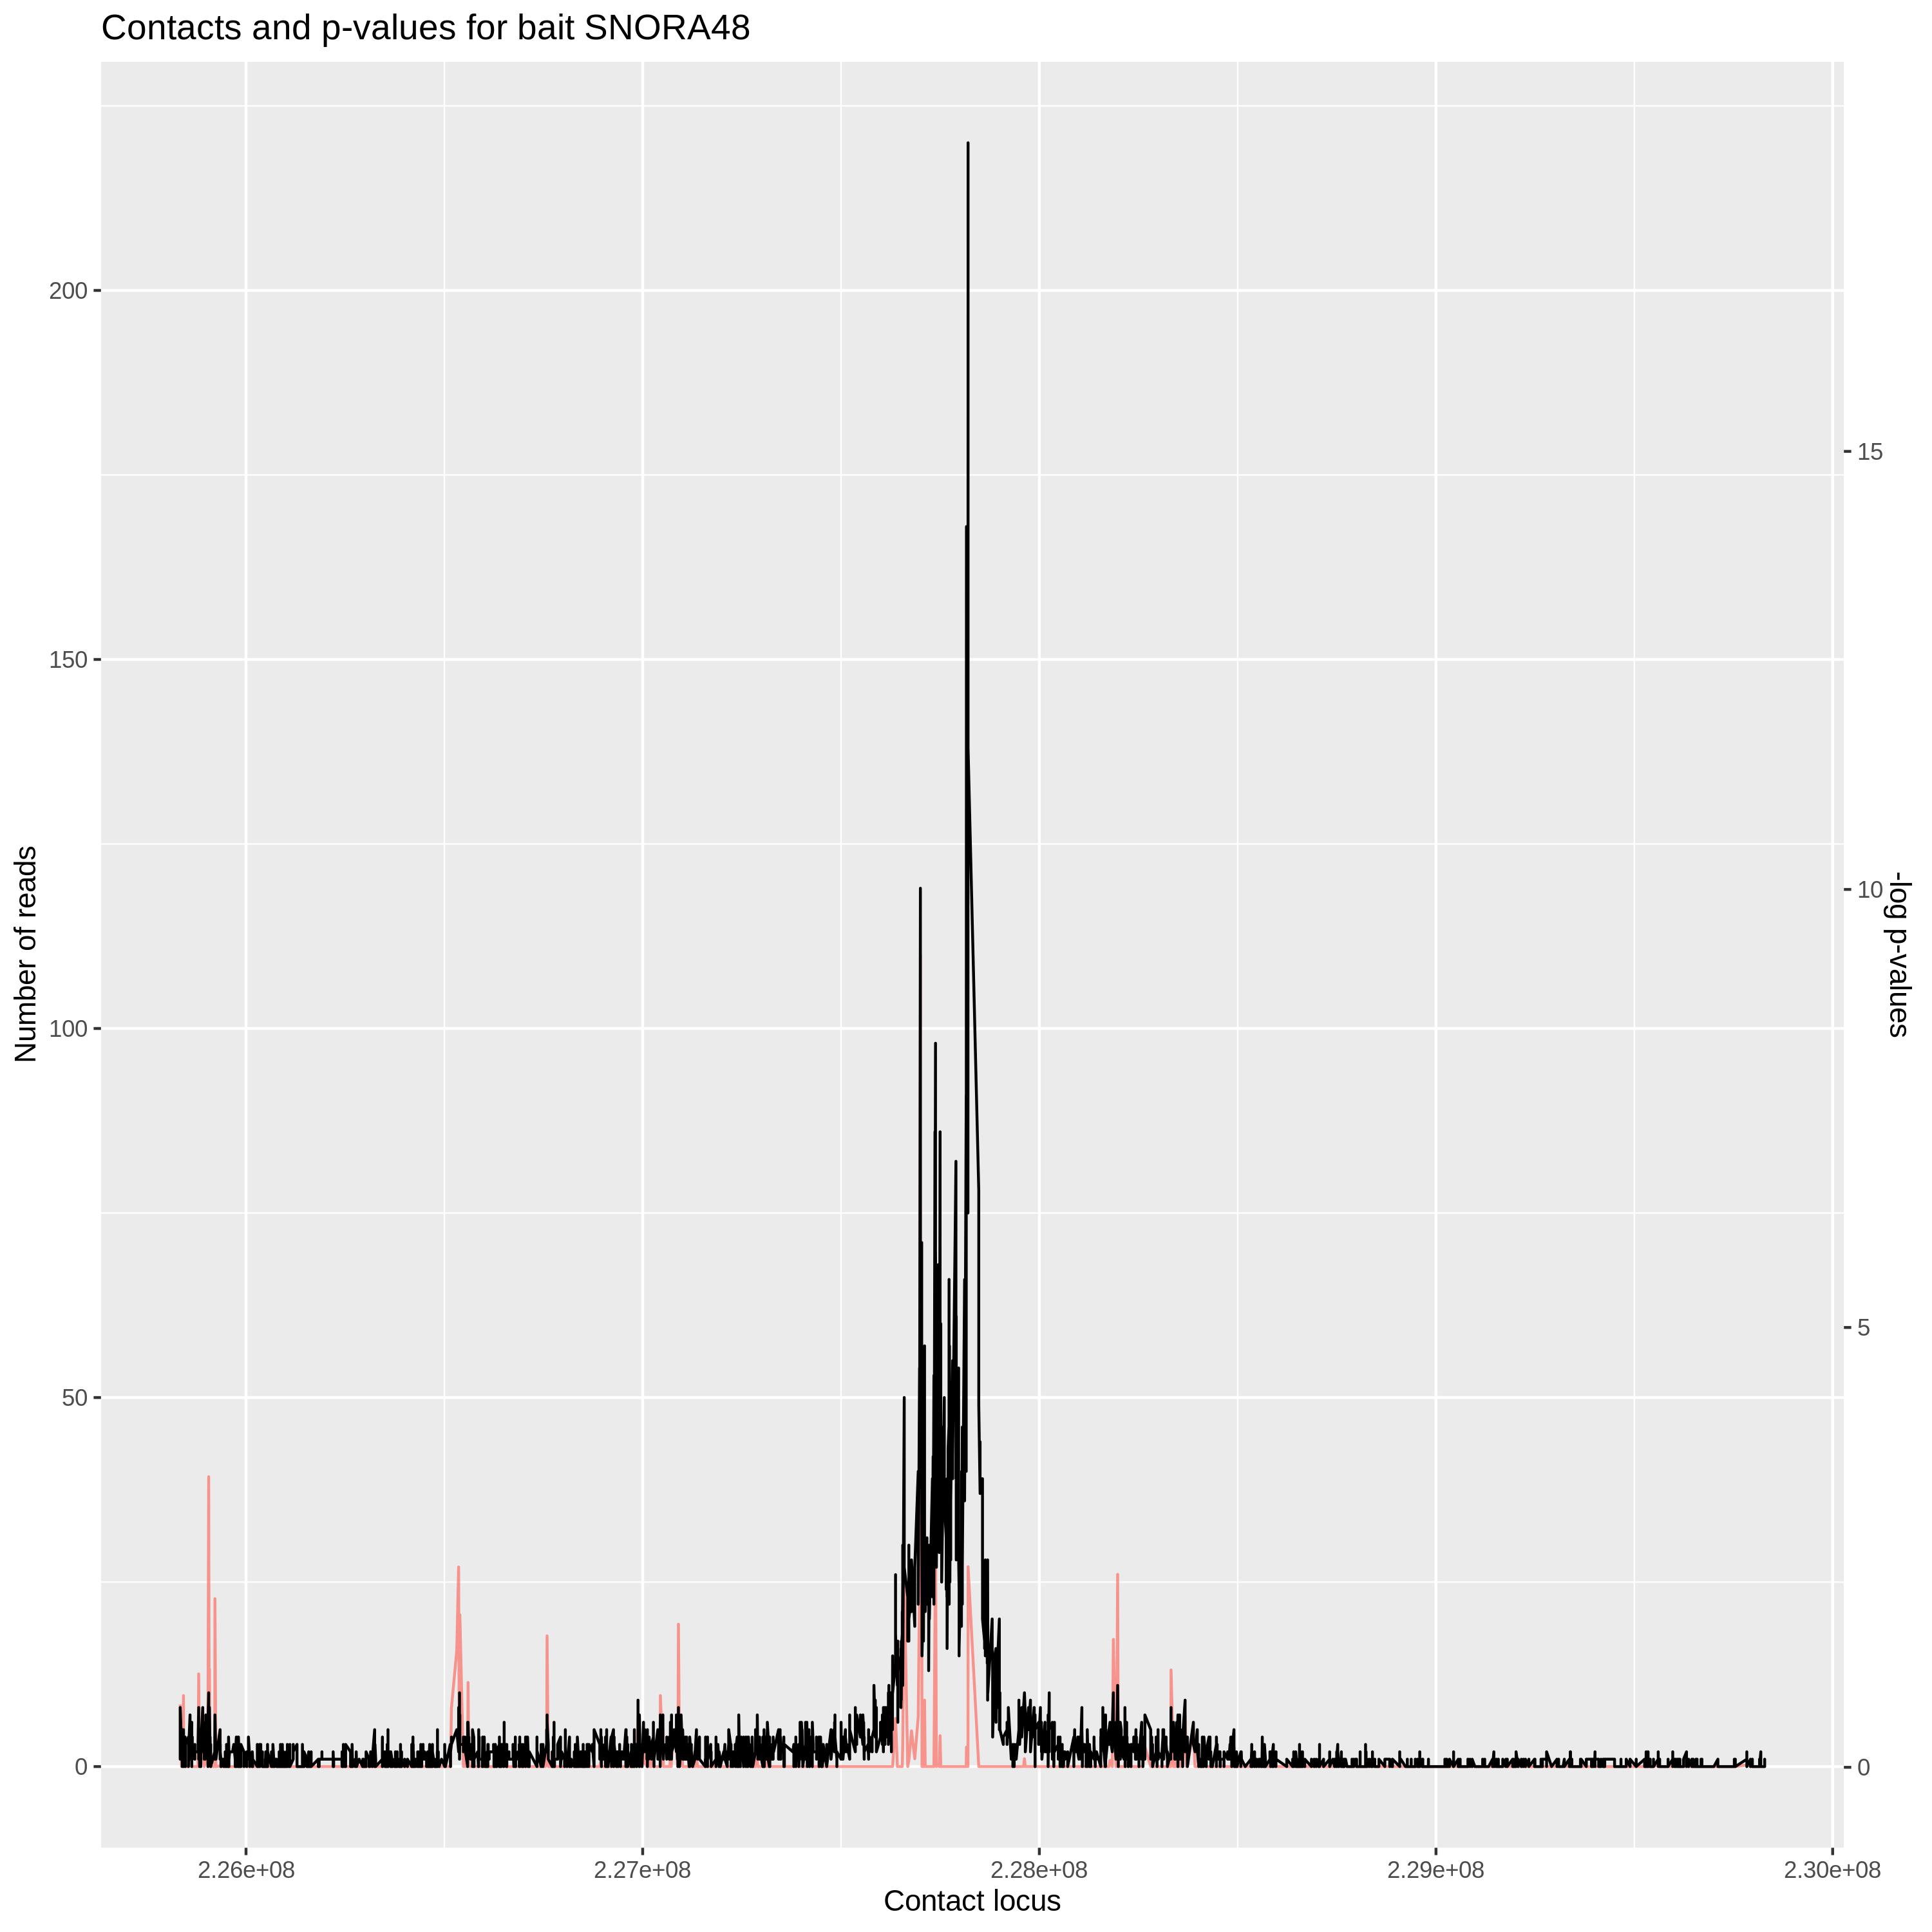 Contacts and p-values for bait SNORA48
Number of reads
200
150
100
50
0
15
10
5
0
-log p-values
2.26e+08
2.27e+08
2.28e+08
2.29e+08
2.30e+08
Contact locus